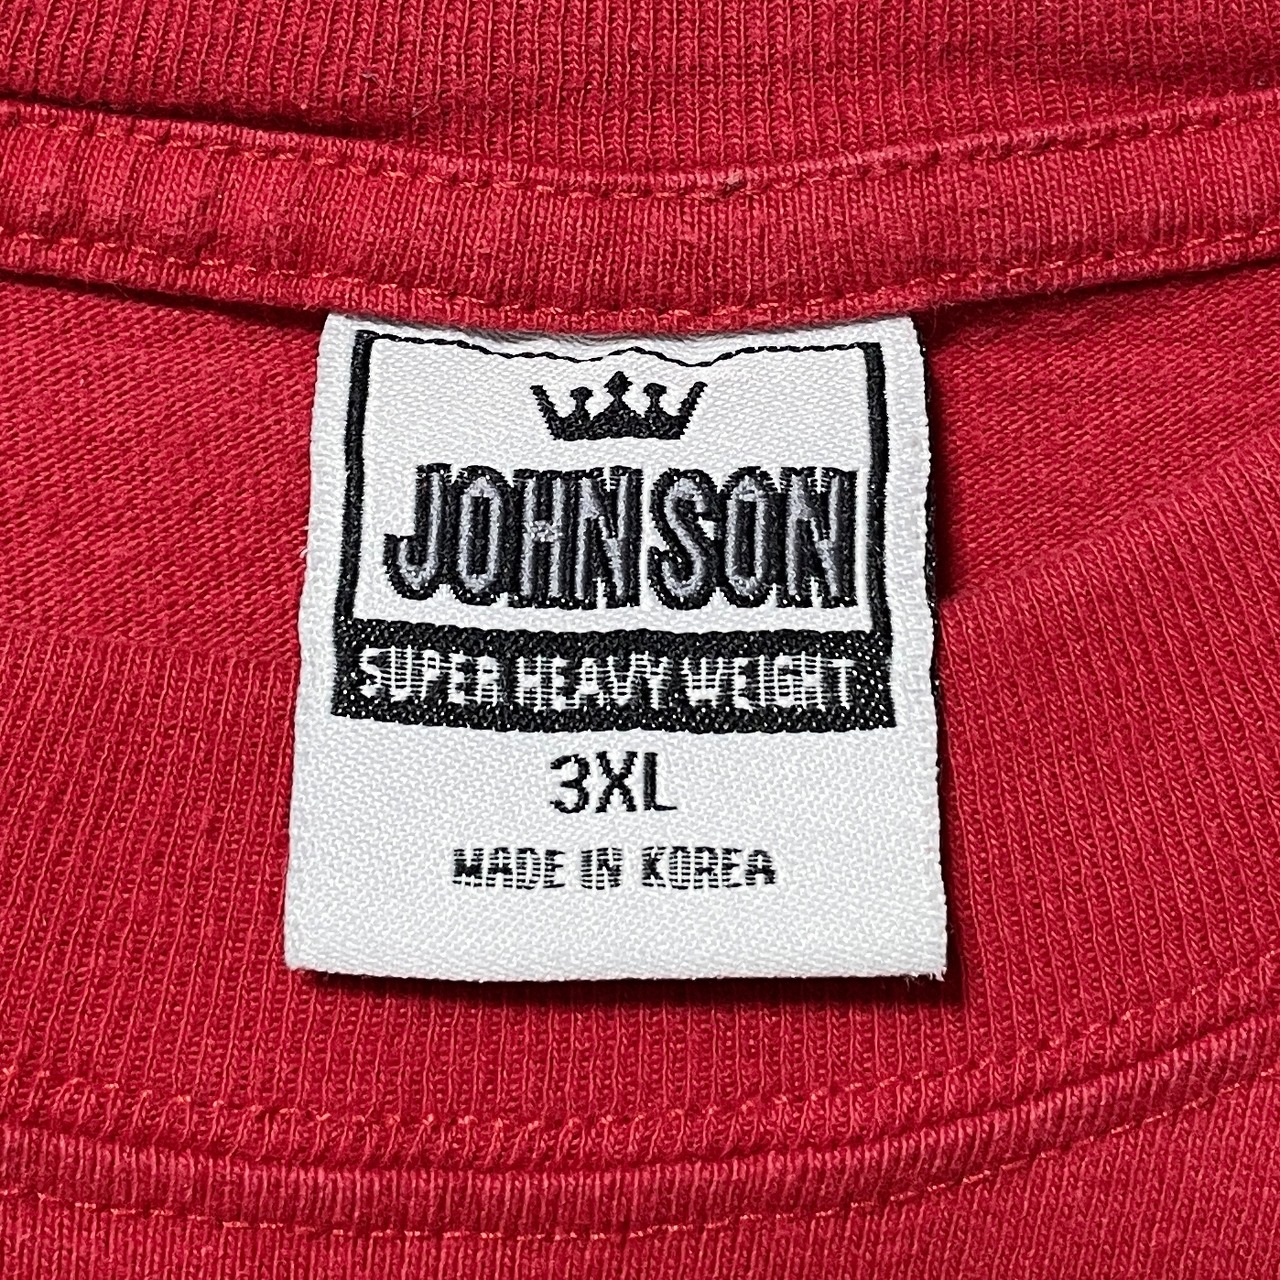 JOHNSON
SUPER HEAVY WEIGHT
3XL
MADE IN KOREA